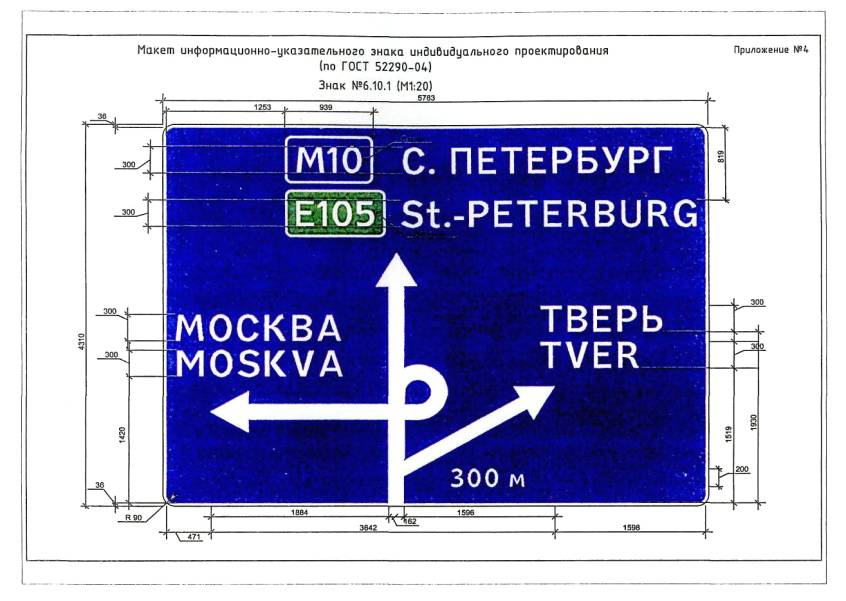 Макет информационно-указательного знака индивидуального проектирования
Приложение №4
(по ГОСТ 52290-04)
Знак №6.10.1 (М1:20)
5763
1253
939
36
300
819
М10
С. ПЕТЕРБУРГ
300
E105
St.-PETERBURG
300
МОСКВА
MOSKVA
ТВЕРЬ
TVER
300
300
300
4310
1420
1519
1930
300 м
200
36
R 90
1884
162
1596
3642
471
1598